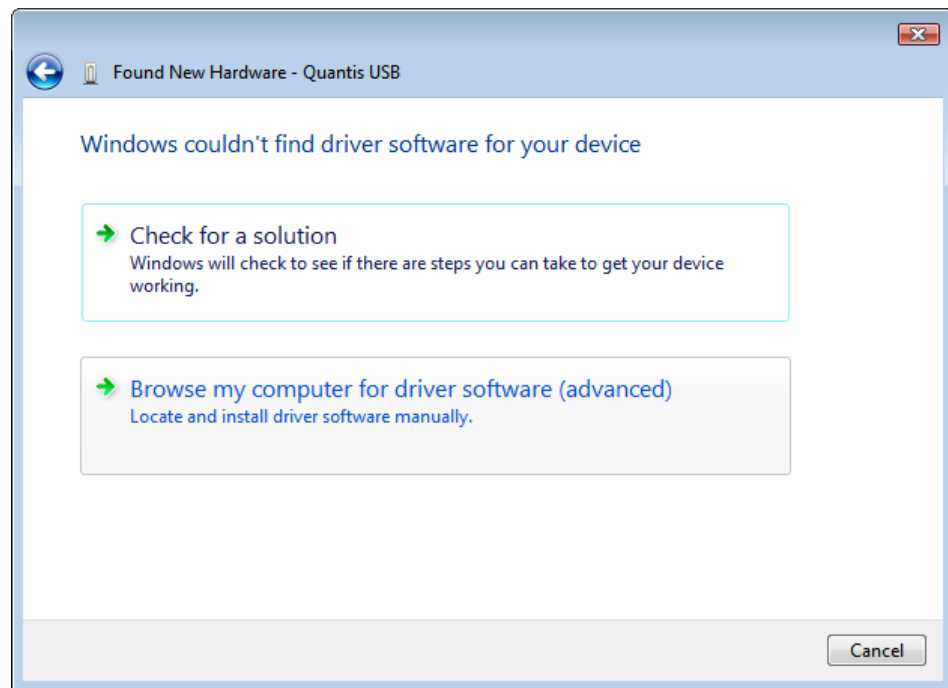 Found New Hardware - Quantis USB
Windows couldn't find driver software for your device
Check for a solution
Windows will check to see if there are steps you can take to get your device
working.
Browse my computer for driver software (advanced)
Locate and install driver software manually.
Cancel